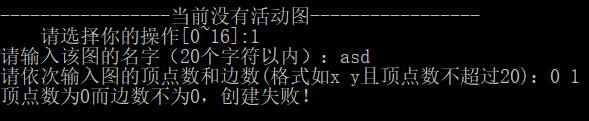 -----------------当前没有活动图-----------------
请选择你的操作[0~16]:1
请输入该图的名字（20个字符以内）：asd
请依次输入图的顶点数和边数(格式如x y且顶点数不超过20)：0 1
顶点数为0而边数不为0，创建失败！